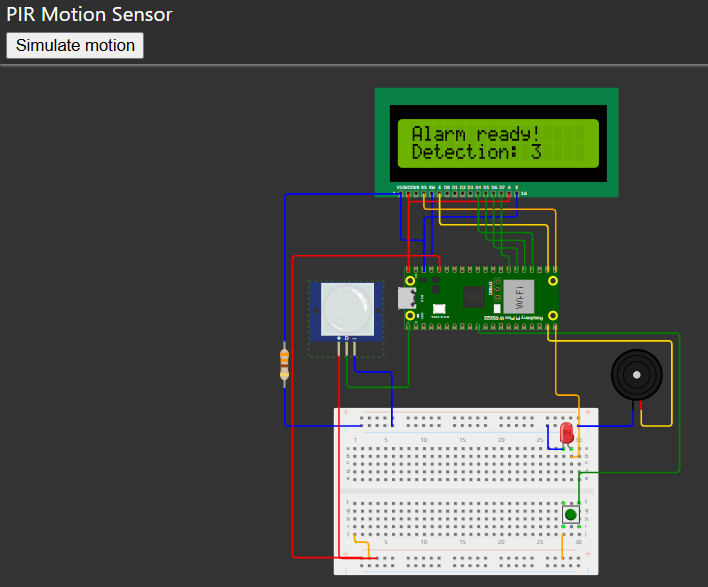 PIR Motion Sensor
Simulate motion
Alarm ready!
Detection: 3
VSS VDD V0 RS RW E D0 D1 D2 D3 D4 D5 D6 D7 A K
16
WiFi
Raspberry Pi Pico W ©2022
+ D -
1 5 10 15 20 25 30
5 10 15 20 25 30